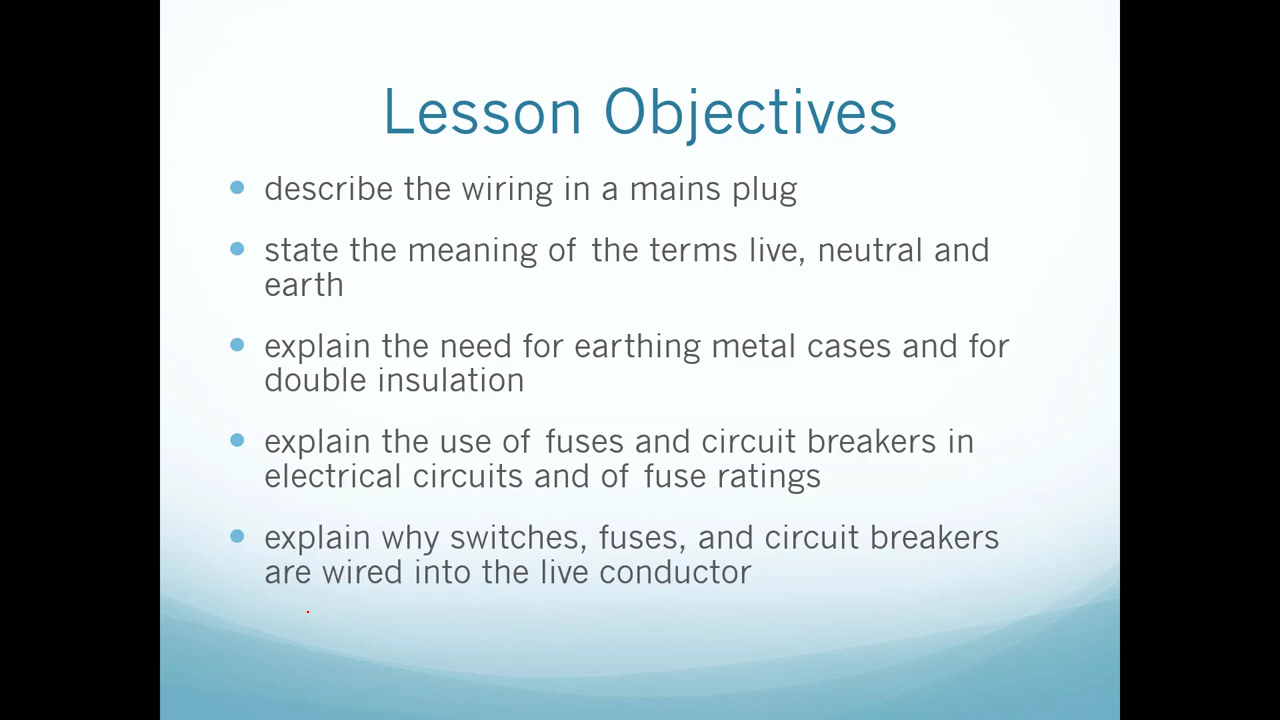 Lesson Objectives
describe the wiring in a mains plug
state the meaning of the terms live, neutral and
earth
explain the need for earthing metal cases and for
double insulation
explain the use of fuses and circuit breakers in
electrical circuits and of fuse ratings
explain why switches, fuses, and circuit breakers
are wired into the live conductor